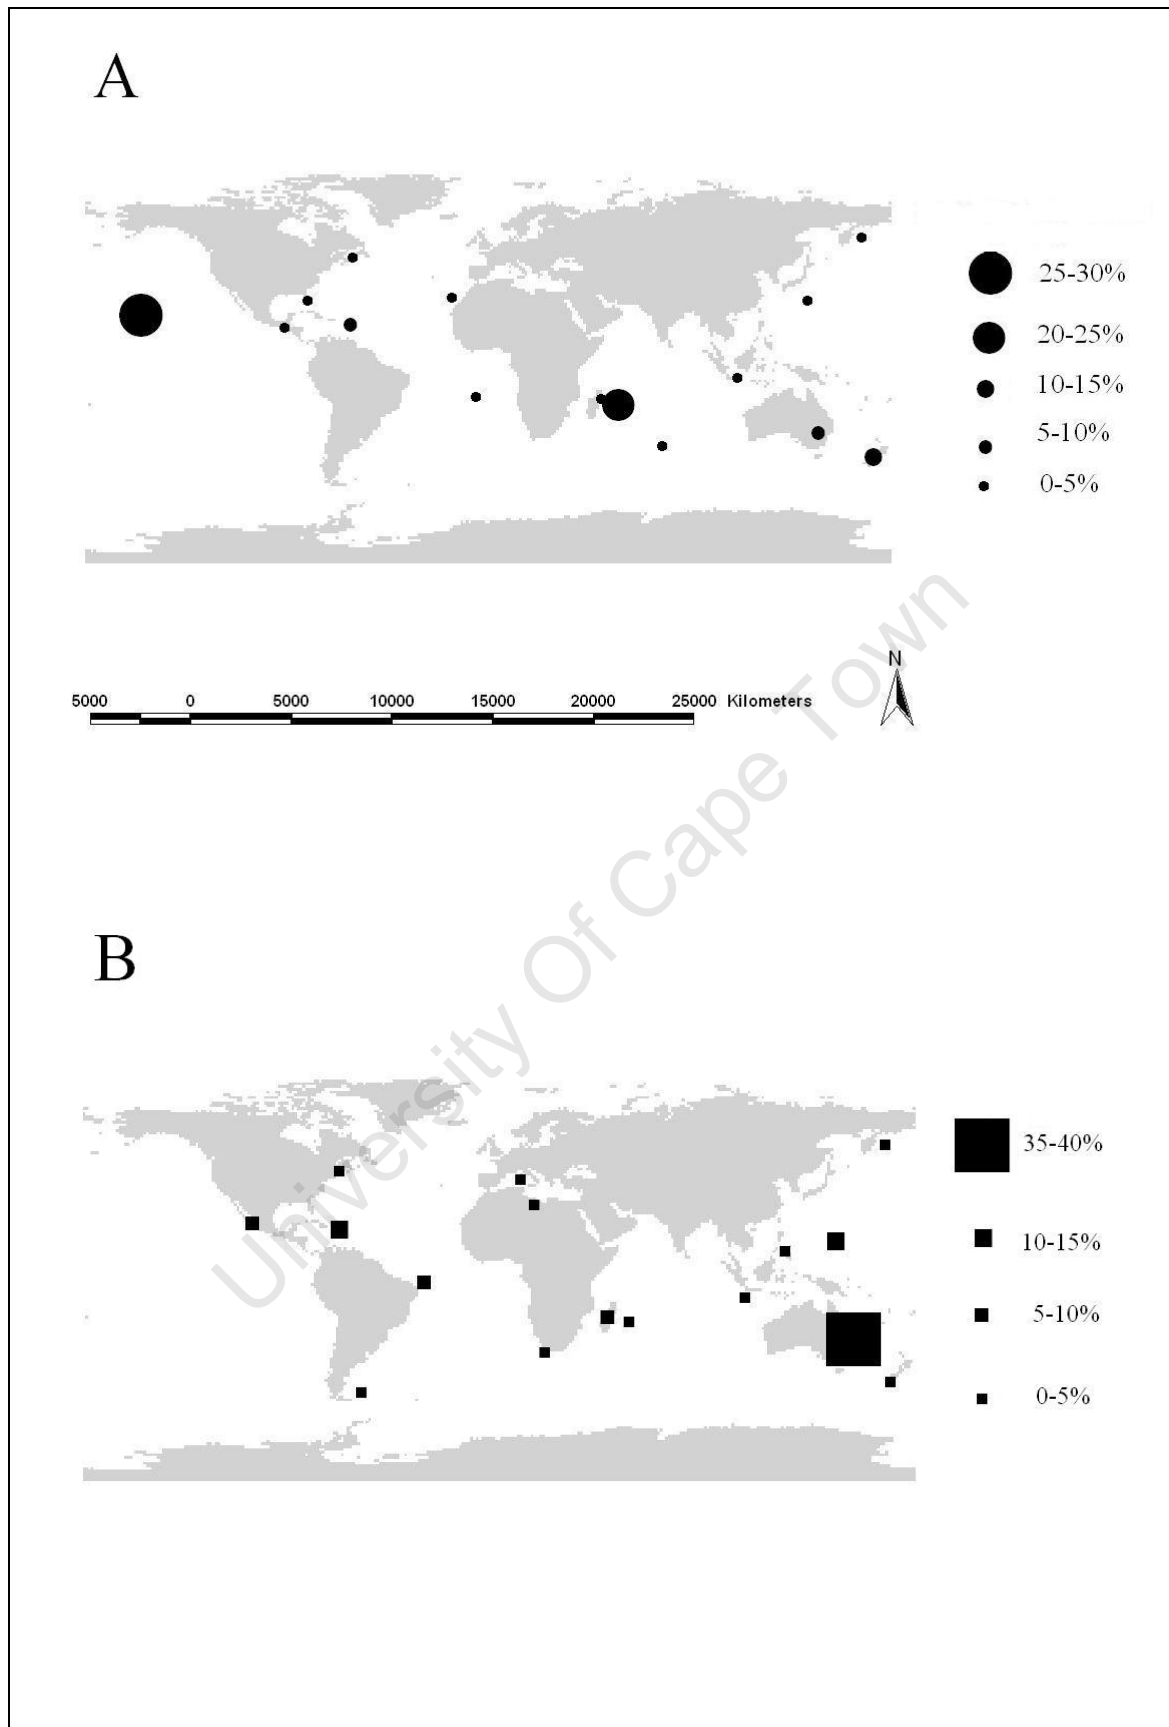 A
25-30%
20-25%
10-15%
5-10%
0-5%
N
5000 0 5000 10000 15000 20000 25000 Kilometers
University Of Cape Town
B
35-40%
10-15%
5-10%
0-5%